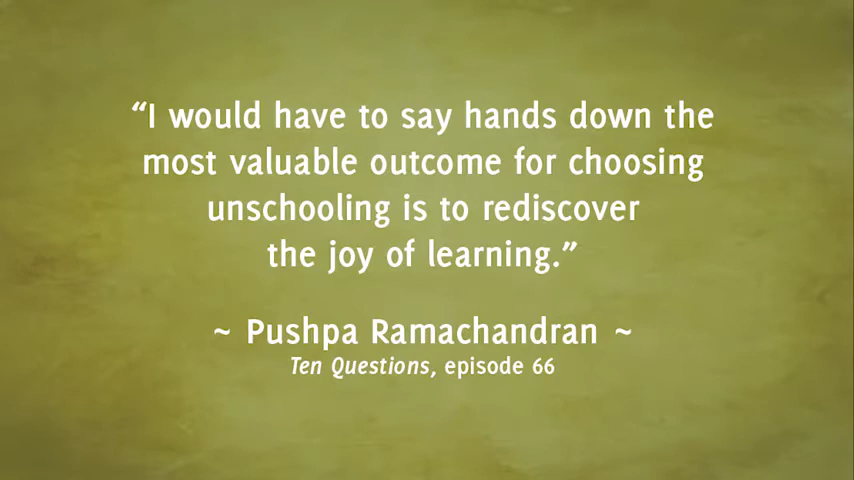 “I would have to say hands down the
most valuable outcome for choosing
unschooling is to rediscover
the joy of learning.”
~ Pushpa Ramachandran ~
Ten Questions, episode 66